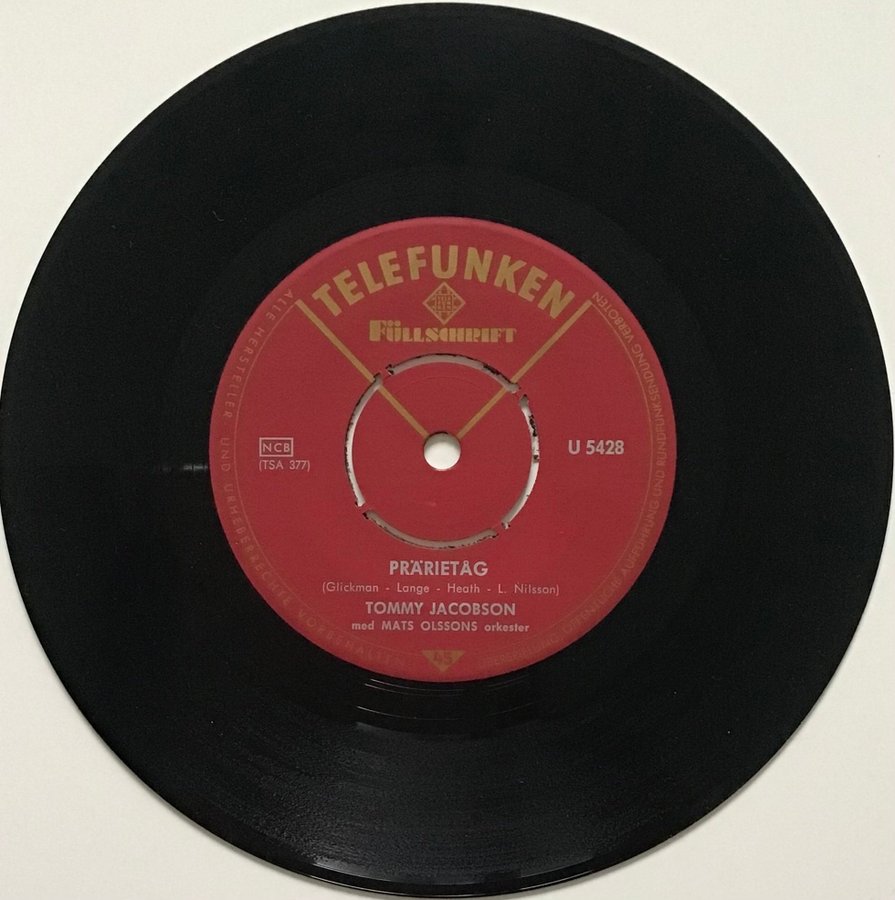 TELEFUNKEN
FÜLLSCHRIFT
NCB
(TSA 377)
U 5428
PRÄRIETÅG
(Glickman - Lange - Heath - L. Nilsson)
TOMMY JACOBSON
med MATS OLSSONS orkester
45
ALLE HERSTELLER UND URHEBERRECHTE VORBEHALTEN
ÖFFENTLICHE AUFFÜHRUNG UND RUNDFUNKSENDUNG VERBOTEN